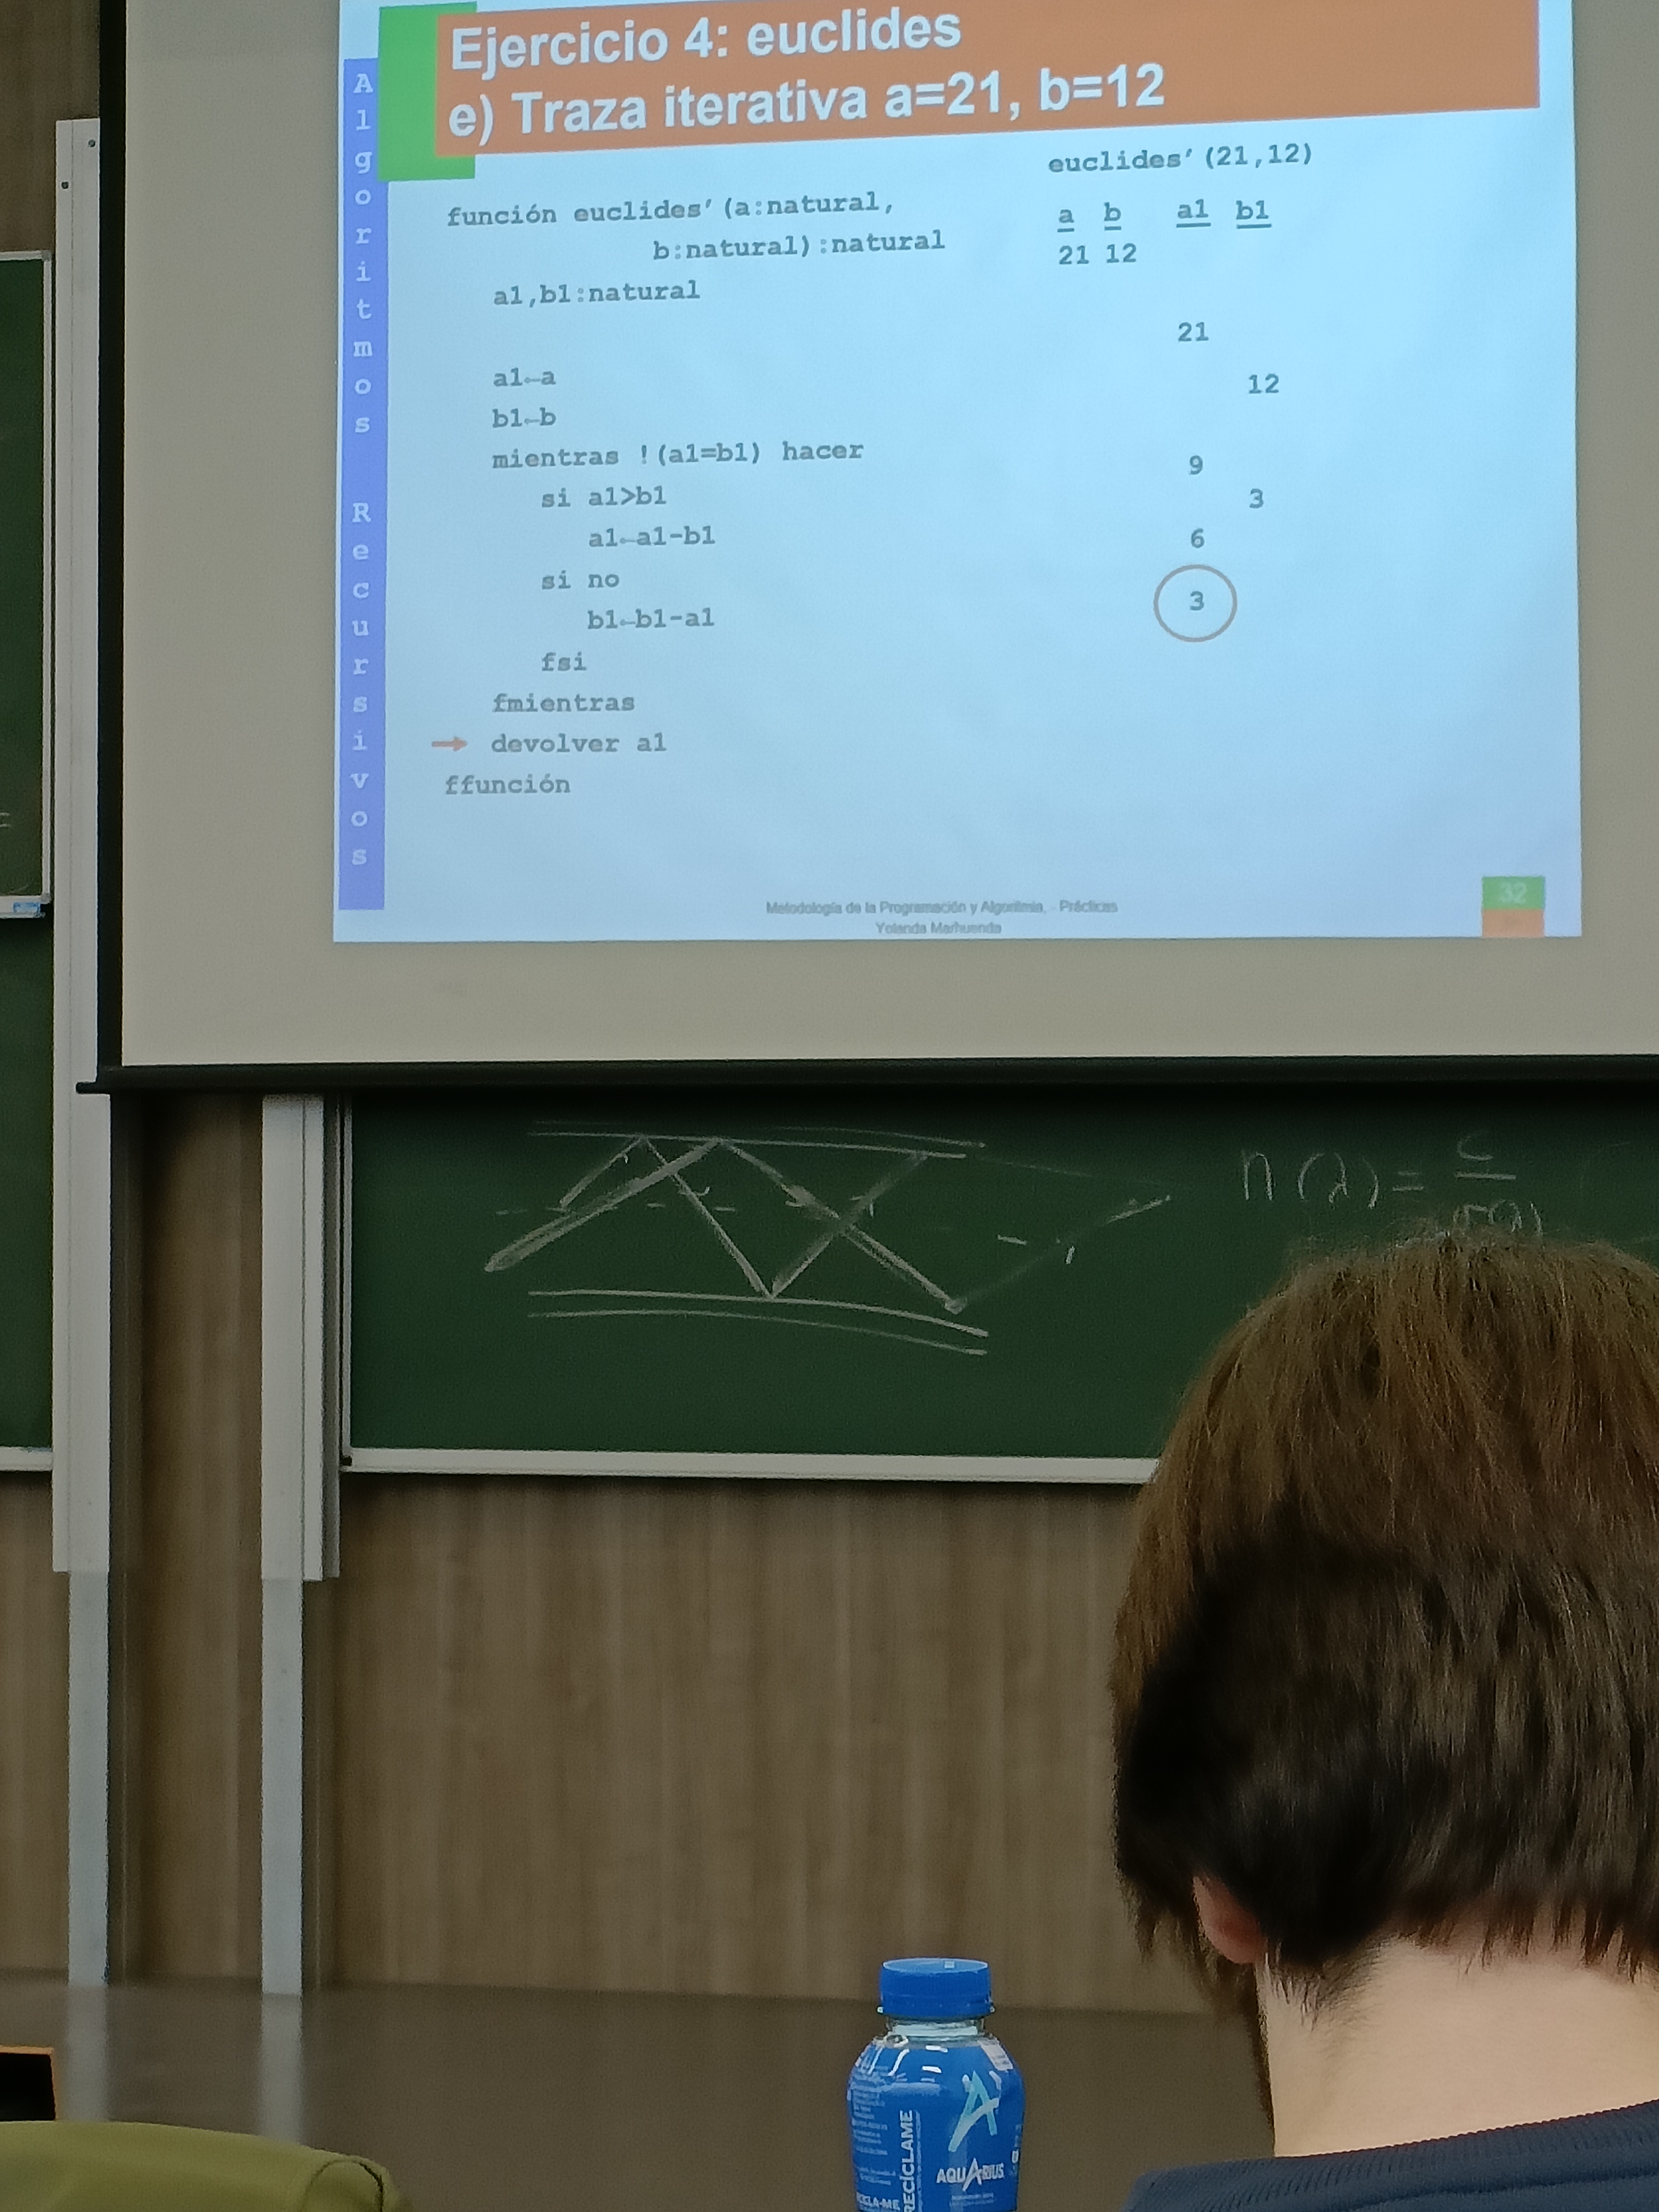 Ejercicio 4: euclides
e) Traza iterativa a=21, b=12
Algoritmos Recursivos
función euclides’(a:natural,
b:natural):natural
a1,b1:natural
a1←a
b1←b
mientras !(a1=b1) hacer
si a1>b1
a1←a1-b1
si no
b1←b1-a1
fsi
fmientras
→ devolver a1
ffunción
euclides’(21,12)
a b a1 b1
21 12
21
12
9
3
6
3
Metodología de la Programación y Algoritmia. - Prácticas
Yolanda Marhuenda
32
n(λ)= c
RECÍCLAME
AQUARIUS